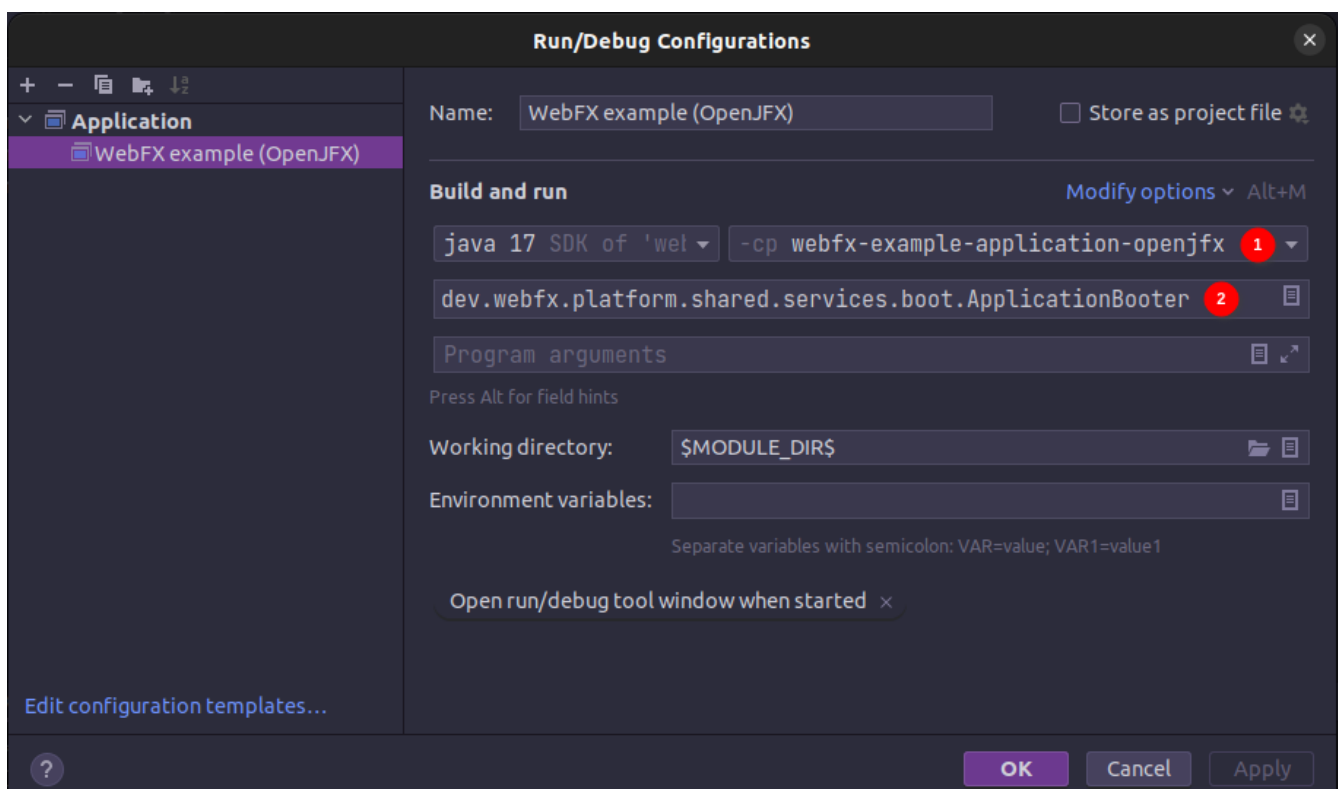 Run/Debug Configurations
Application
WebFX example (OpenJFX)
Edit configuration templates...
Name: WebFX example (OpenJFX) Store as project file
Build and run Modify options Alt+M
java 17 SDK of 'wel -cp webfx-example-application-openjfx 1
dev.webfx.platform.shared.services.boot.ApplicationBooter 2
Program arguments
Press Alt for field hints
Working directory: $MODULE_DIR$
Environment variables:
Separate variables with semicolon: VAR=value; VAR1=value1
Open run/debug tool window when started ×
? OK Cancel Apply